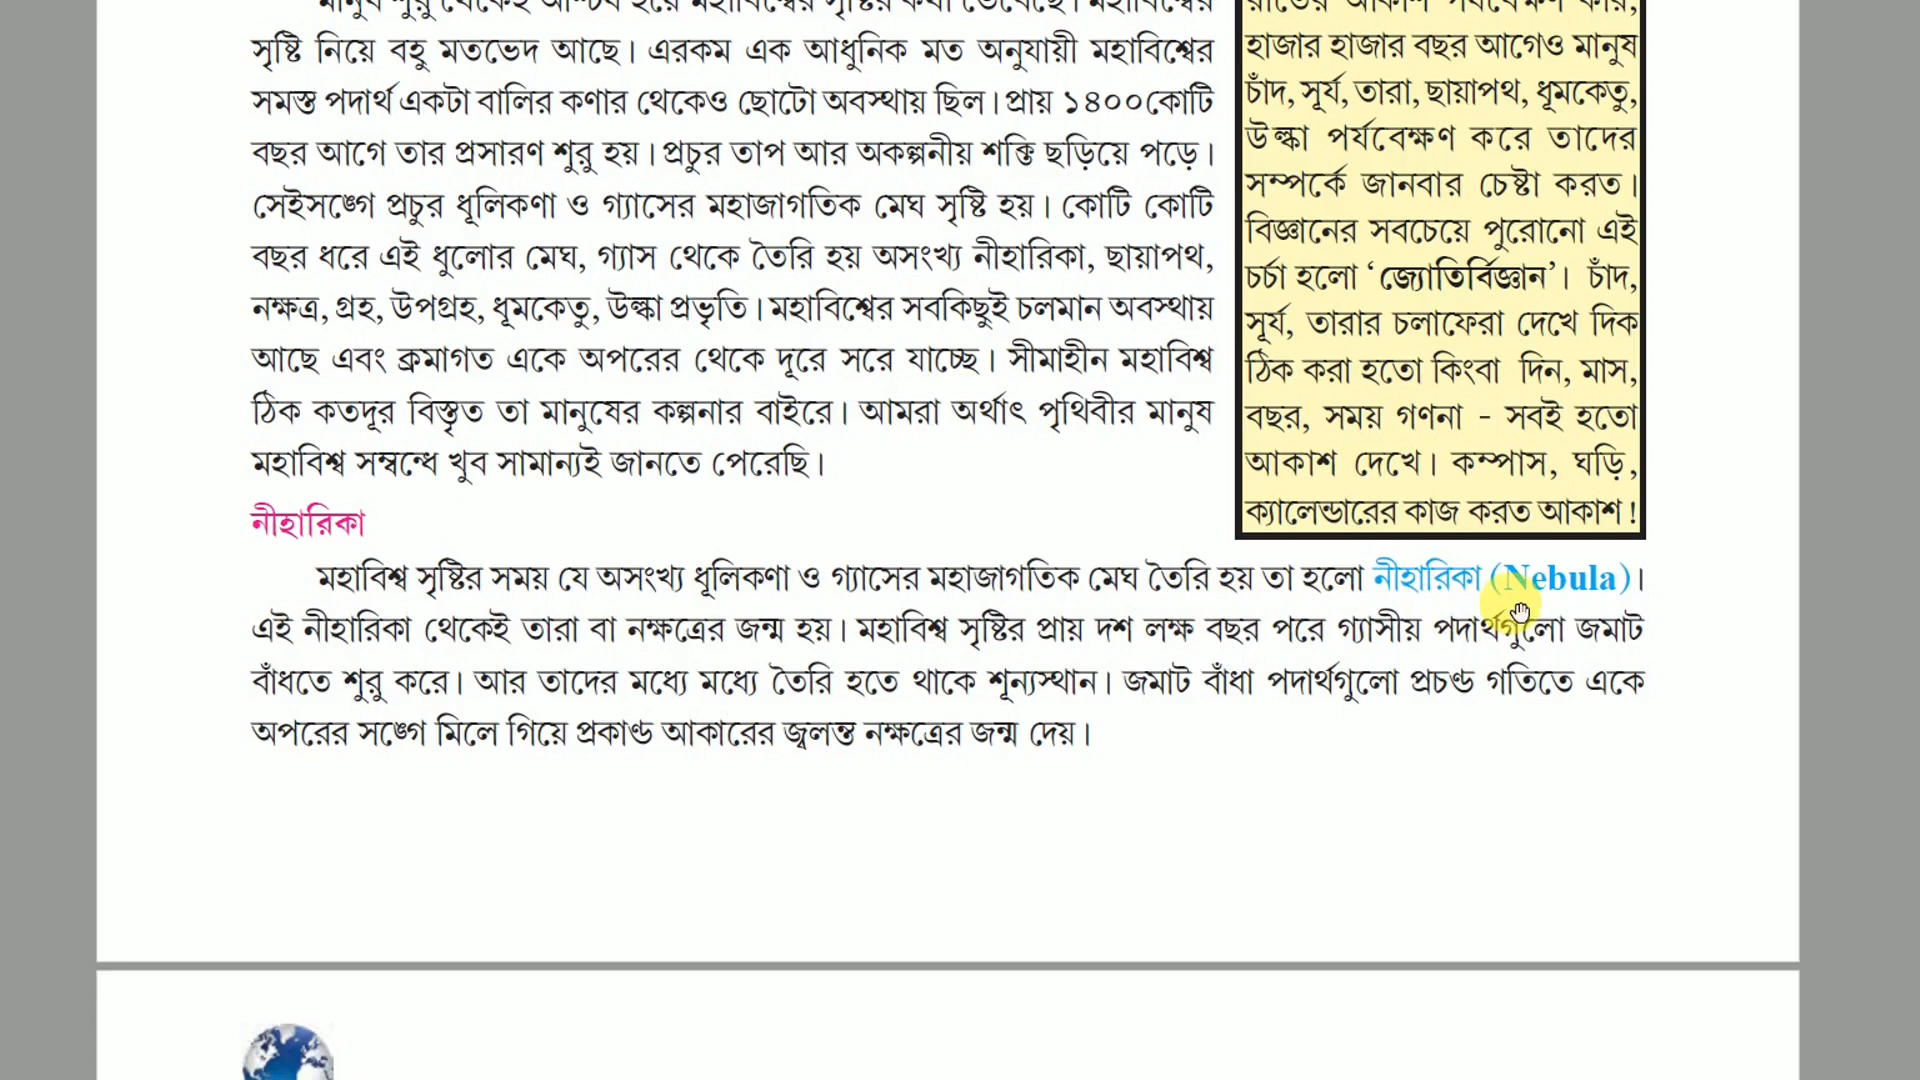 সৃষ্টি নিয়ে বহু মতভেদ আছে। এরকম এক আধুনিক মত অনুযায়ী মহাবিশ্বের
সমস্ত পদার্থ একটা বালির কণার থেকেও ছোটো অবস্থায় ছিল। প্রায় ১৪০০কোটি
বছর আগে তার প্রসারণ শুরু হয়। প্রচুর তাপ আর অকল্পনীয় শক্তি ছড়িয়ে পড়ে।
সেইসঙ্গে প্রচুর ধূলিকণা ও গ্যাসের মহাজাগতিক মেঘ সৃষ্টি হয়। কোটি কোটি
বছর ধরে এই ধুলোর মেঘ, গ্যাস থেকে তৈরি হয় অসংখ্য নীহারিকা, ছায়াপথ,
নক্ষত্র, গ্রহ, উপগ্রহ, ধূমকেতু, উল্কা প্রভৃতি। মহাবিশ্বের সবকিছুই চলমান অবস্থায়
আছে এবং ক্রমাগত একে অপরের থেকে দূরে সরে যাচ্ছে। সীমাহীন মহাবিশ্ব
ঠিক কতদূর বিস্তৃত তা মানুষের কল্পনার বাইরে। আমরা অর্থাৎ পৃথিবীর মানুষ
মহাবিশ্ব সম্বন্ধে খুব সামান্যই জানতে পেরেছি।
হাজার হাজার বছর আগেও মানুষ
চাঁদ, সূর্য, তারা, ছায়াপথ, ধূমকেতু,
উল্কা পর্যবেক্ষণ করে তাদের
সম্পর্কে জানবার চেষ্টা করত।
বিজ্ঞানের সবচেয়ে পুরোনো এই
চর্চা হলো ‘জ্যোতির্বিজ্ঞান’। চাঁদ,
সূর্য, তারার চলাফেরা দেখে দিক
ঠিক করা হতো কিংবা দিন, মাস,
বছর, সময় গণনা - সবই হতো
আকাশ দেখে। কম্পাস, ঘড়ি,
ক্যালেন্ডারের কাজ করত আকাশ!
নীহারিকা
মহাবিশ্ব সৃষ্টির সময় যে অসংখ্য ধূলিকণা ও গ্যাসের মহাজাগতিক মেঘ তৈরি হয় তা হলো নীহারিকা (Nebula)।
এই নীহারিকা থেকেই তারা বা নক্ষত্রের জন্ম হয়। মহাবিশ্ব সৃষ্টির প্রায় দশ লক্ষ বছর পরে গ্যাসীয় পদার্থগুলো জমাট
বাঁধতে শুরু করে। আর তাদের মধ্যে মধ্যে তৈরি হতে থাকে শূন্যস্থান। জমাট বাঁধা পদার্থগুলো প্রচণ্ড গতিতে একে
অপরের সঙ্গে মিলে গিয়ে প্রকাণ্ড আকারের জ্বলন্ত নক্ষত্রের জন্ম দেয়।